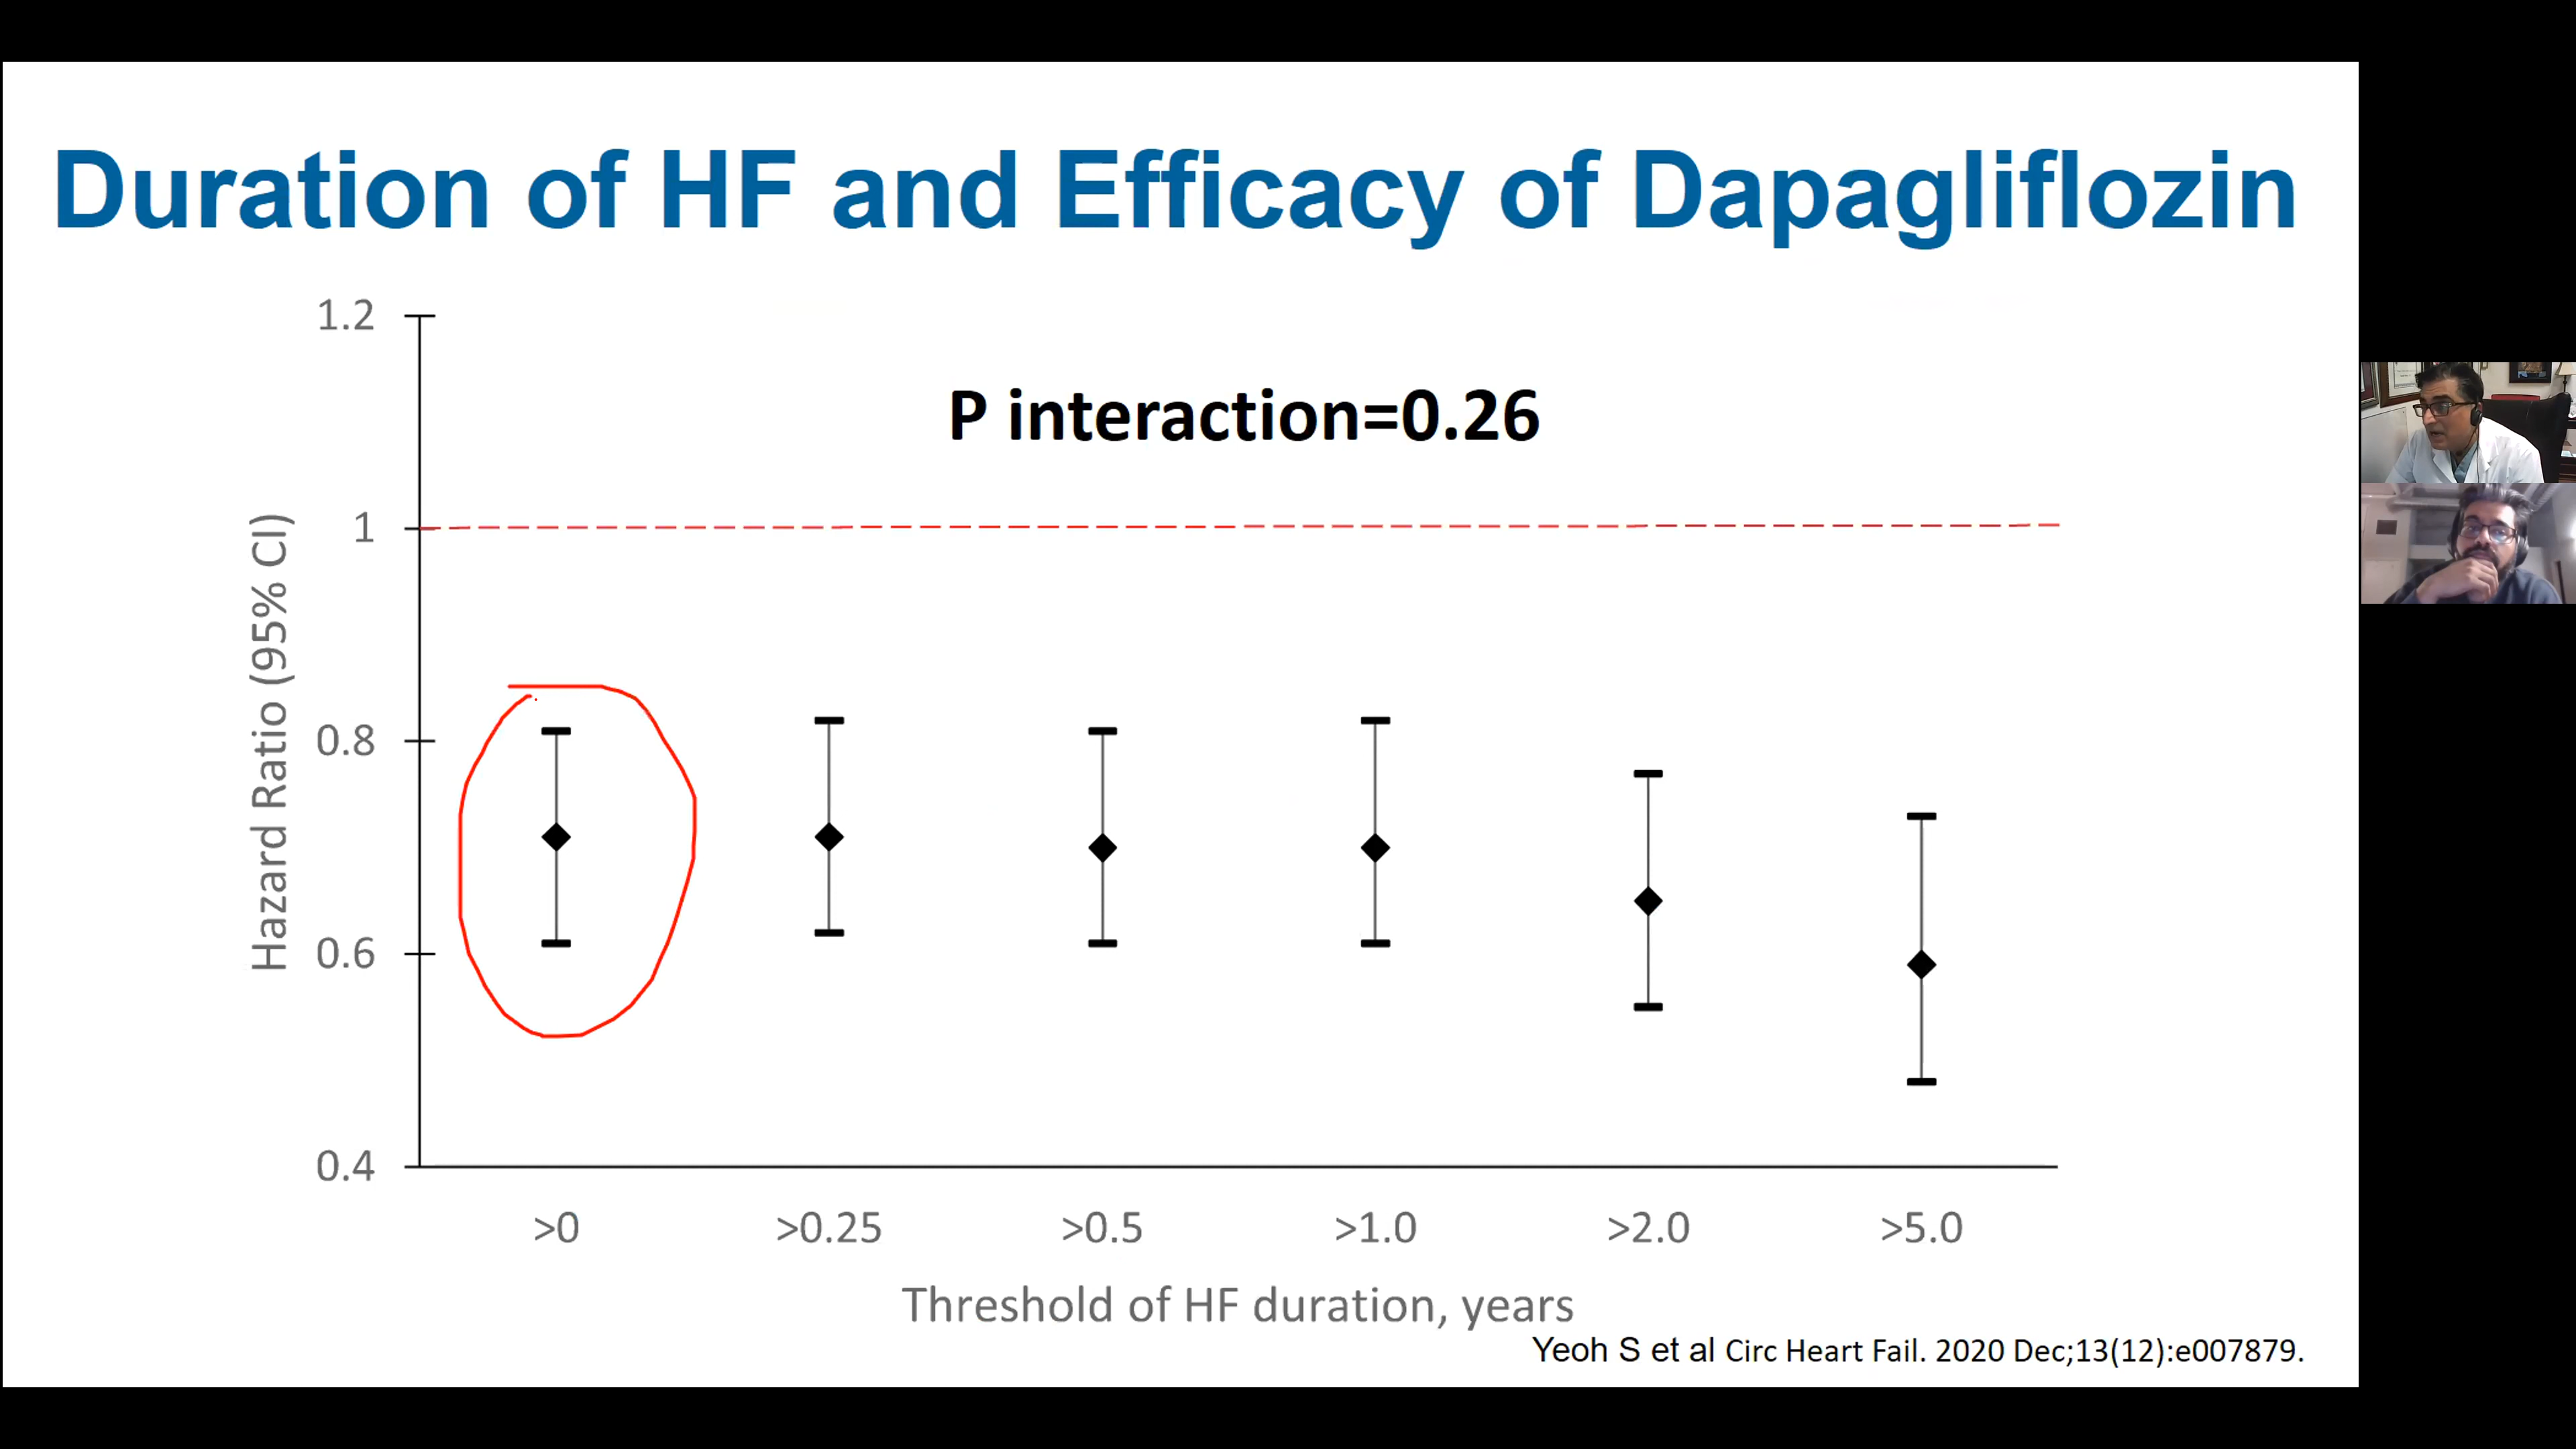 Duration of HF and Efficacy of Dapagliflozin
1.2
P interaction=0.26
1
Hazard Ratio (95% CI)
0.8
0.6
0.4
>0 >0.25 >0.5 >1.0 >2.0 >5.0
Threshold of HF duration, years
Yeoh S et al Circ Heart Fail. 2020 Dec;13(12):e007879.